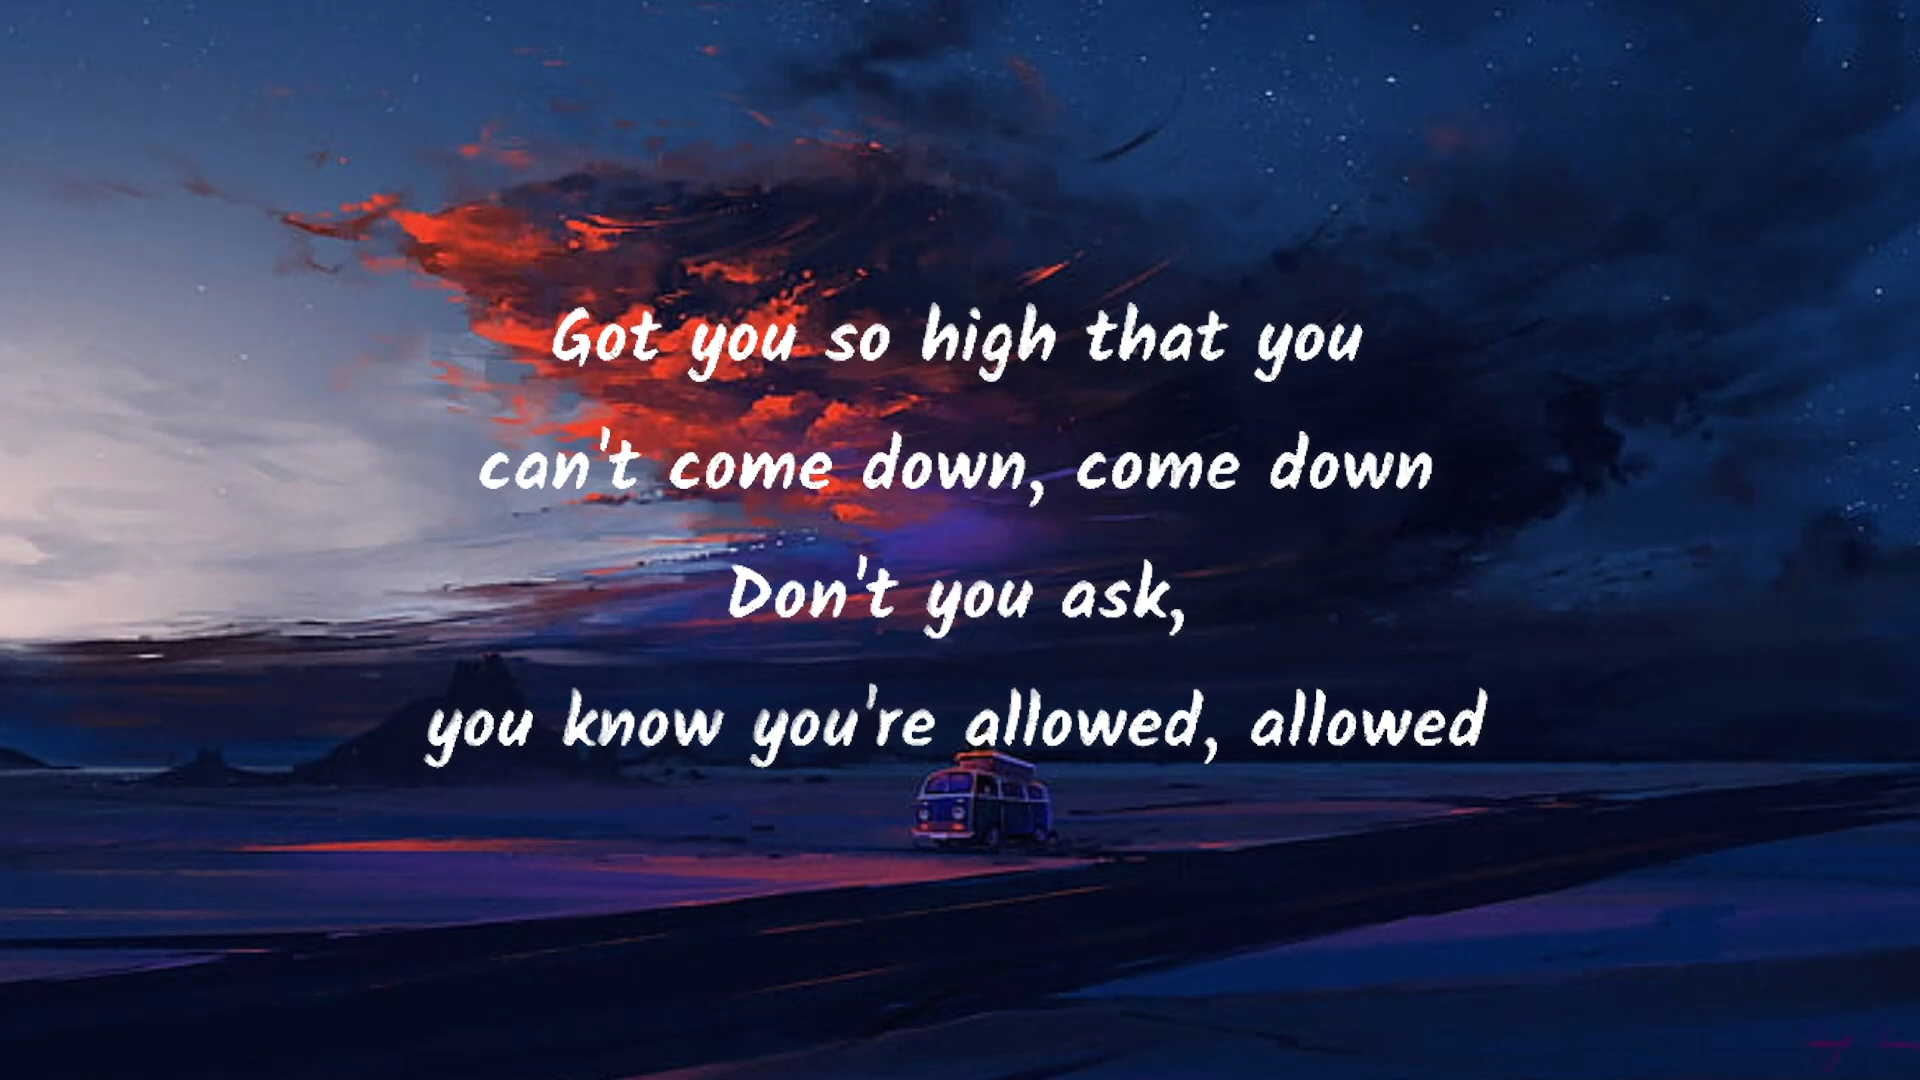 Got you so high that you
can't come down, come down
Don't you ask,
you know you're allowed, allowed